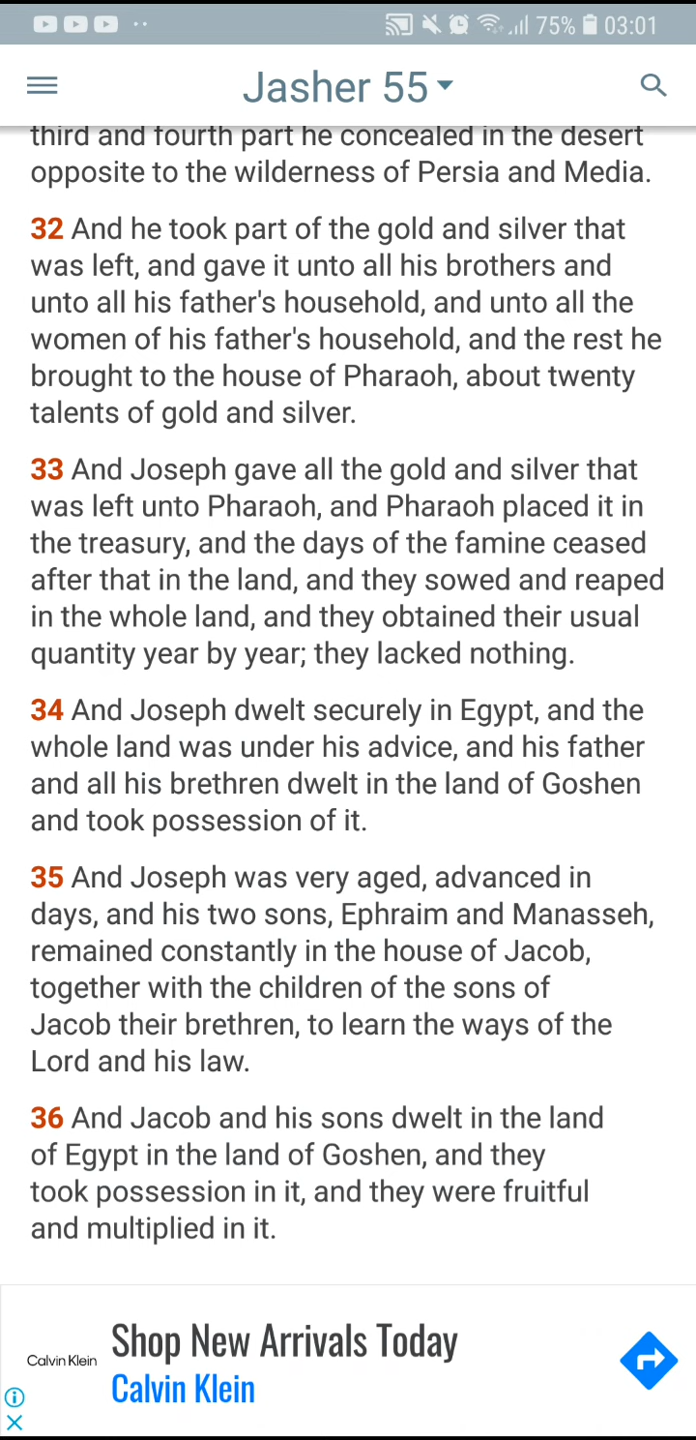 75% 03:01
Jasher 55
third and fourth part he concealed in the desert
opposite to the wilderness of Persia and Media.
32 And he took part of the gold and silver that
was left, and gave it unto all his brothers and
unto all his father's household, and unto all the
women of his father's household, and the rest he
brought to the house of Pharaoh, about twenty
talents of gold and silver.
33 And Joseph gave all the gold and silver that
was left unto Pharaoh, and Pharaoh placed it in
the treasury, and the days of the famine ceased
after that in the land, and they sowed and reaped
in the whole land, and they obtained their usual
quantity year by year; they lacked nothing.
34 And Joseph dwelt securely in Egypt, and the
whole land was under his advice, and his father
and all his brethren dwelt in the land of Goshen
and took possession of it.
35 And Joseph was very aged, advanced in
days, and his two sons, Ephraim and Manasseh,
remained constantly in the house of Jacob,
together with the children of the sons of
Jacob their brethren, to learn the ways of the
Lord and his law.
36 And Jacob and his sons dwelt in the land
of Egypt in the land of Goshen, and they
took possession in it, and they were fruitful
and multiplied in it.
Shop New Arrivals Today
Calvin Klein
Calvin Klein